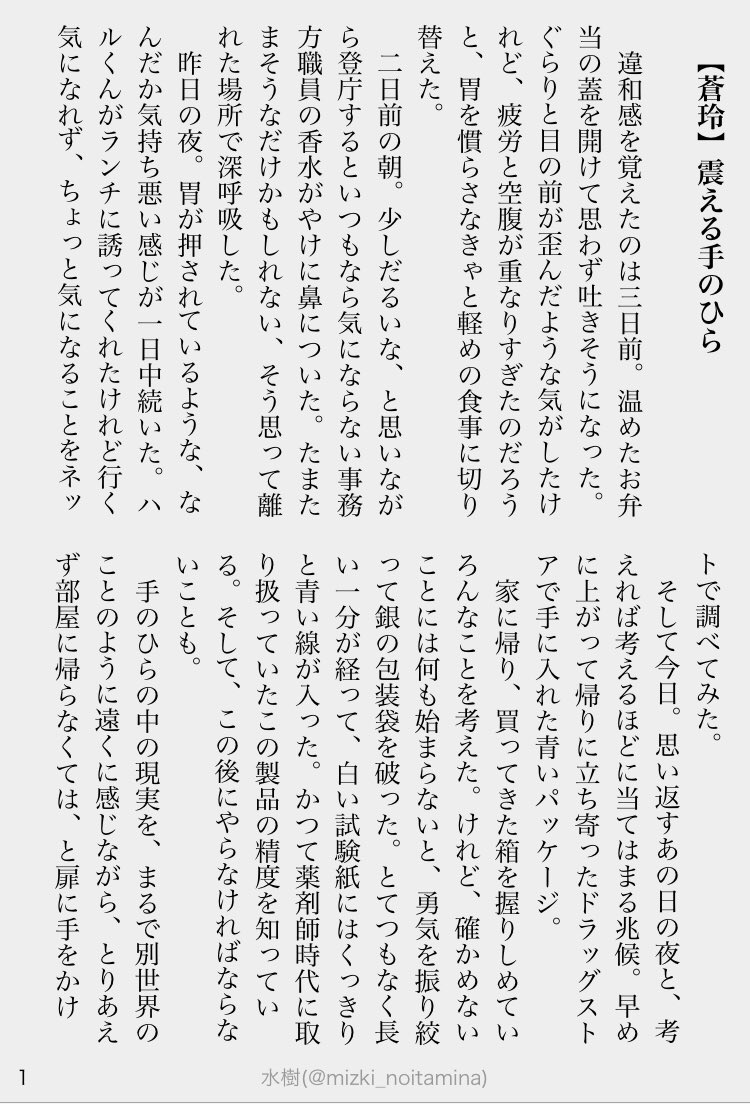 【蒼玲】震える手のひら
　違和感を覚えたのは三日前。温めたお弁
当の蓋を開けて思わず吐きそうになった。
ぐらりと目の前が歪んだような気がしたけ
れど、疲労と空腹が重なりすぎたのだろう
と、胃を慣らさなきゃと軽めの食事に切り
替えた。
　二日前の朝。少しだるいな、と思いなが
ら登庁するといつもなら気にならない事務
方職員の香水がやけに鼻についた。たまた
まそうなだけかもしれない、そう思って離
れた場所で深呼吸した。
　昨日の夜。胃が押されているような、な
んだか気持ち悪い感じが一日中続いた。ハ
ルくんがランチに誘ってくれたけれど行く
気になれず、ちょっと気になることをネッ
トで調べてみた。
　そして今日。思い返すあの日の夜と、考
えれば考えるほどに当てはまる兆候。早め
に上がって帰りに立ち寄ったドラッグスト
アで手に入れた青いパッケージ。
　家に帰り、買ってきた箱を握りしめてい
ろんなことを考えた。けれど、確かめない
ことには何も始まらないと、勇気を振り絞
って銀の包装袋を破った。とてつもなく長
い一分が経って、白い試験紙にはくっきり
と青い線が入った。かつて薬剤師時代に取
り扱っていたこの製品の精度を知ってい
る。そして、この後にやらなければならな
いことも。
　手のひらの中の現実を、まるで別世界の
ことのように遠くに感じながら、とりあえ
ず部屋に帰らなくては、と扉に手をかけ
1
水樹(@mizki_noitamina)